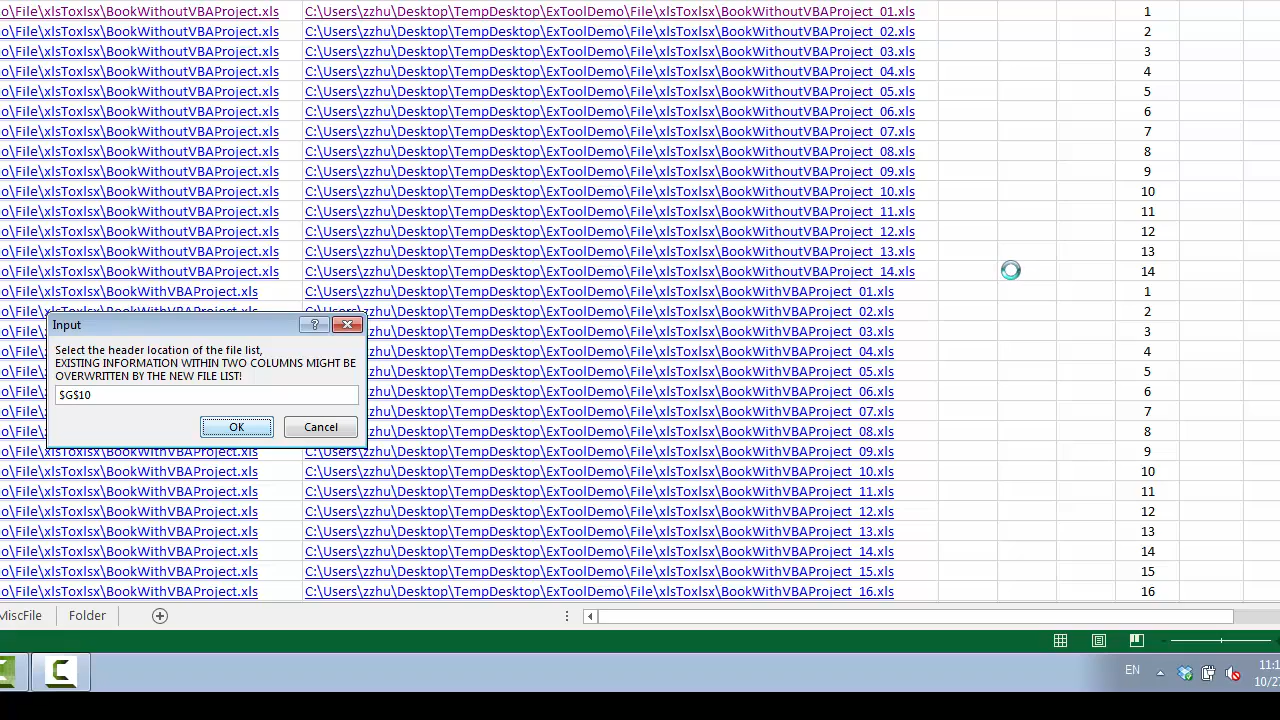 o\File\xlsToxlsx\BookWithoutVBAProject.xls C:\Users\zzhu\Desktop\TempDesktop\ExToolDemo\File\xlsToxlsx\BookWithoutVBAProject_01.xls 1
o\File\xlsToxlsx\BookWithoutVBAProject.xls C:\Users\zzhu\Desktop\TempDesktop\ExToolDemo\File\xlsToxlsx\BookWithoutVBAProject_02.xls 2
o\File\xlsToxlsx\BookWithoutVBAProject.xls C:\Users\zzhu\Desktop\TempDesktop\ExToolDemo\File\xlsToxlsx\BookWithoutVBAProject_03.xls 3
o\File\xlsToxlsx\BookWithoutVBAProject.xls C:\Users\zzhu\Desktop\TempDesktop\ExToolDemo\File\xlsToxlsx\BookWithoutVBAProject_04.xls 4
o\File\xlsToxlsx\BookWithoutVBAProject.xls C:\Users\zzhu\Desktop\TempDesktop\ExToolDemo\File\xlsToxlsx\BookWithoutVBAProject_05.xls 5
o\File\xlsToxlsx\BookWithoutVBAProject.xls C:\Users\zzhu\Desktop\TempDesktop\ExToolDemo\File\xlsToxlsx\BookWithoutVBAProject_06.xls 6
o\File\xlsToxlsx\BookWithoutVBAProject.xls C:\Users\zzhu\Desktop\TempDesktop\ExToolDemo\File\xlsToxlsx\BookWithoutVBAProject_07.xls 7
o\File\xlsToxlsx\BookWithoutVBAProject.xls C:\Users\zzhu\Desktop\TempDesktop\ExToolDemo\File\xlsToxlsx\BookWithoutVBAProject_08.xls 8
o\File\xlsToxlsx\BookWithoutVBAProject.xls C:\Users\zzhu\Desktop\TempDesktop\ExToolDemo\File\xlsToxlsx\BookWithoutVBAProject_09.xls 9
o\File\xlsToxlsx\BookWithoutVBAProject.xls C:\Users\zzhu\Desktop\TempDesktop\ExToolDemo\File\xlsToxlsx\BookWithoutVBAProject_10.xls 10
o\File\xlsToxlsx\BookWithoutVBAProject.xls C:\Users\zzhu\Desktop\TempDesktop\ExToolDemo\File\xlsToxlsx\BookWithoutVBAProject_11.xls 11
o\File\xlsToxlsx\BookWithoutVBAProject.xls C:\Users\zzhu\Desktop\TempDesktop\ExToolDemo\File\xlsToxlsx\BookWithoutVBAProject_12.xls 12
o\File\xlsToxlsx\BookWithoutVBAProject.xls C:\Users\zzhu\Desktop\TempDesktop\ExToolDemo\File\xlsToxlsx\BookWithoutVBAProject_13.xls 13
o\File\xlsToxlsx\BookWithoutVBAProject.xls C:\Users\zzhu\Desktop\TempDesktop\ExToolDemo\File\xlsToxlsx\BookWithoutVBAProject_14.xls 14
o\File\xlsToxlsx\BookWithVBAProject.xls C:\Users\zzhu\Desktop\TempDesktop\ExToolDemo\File\xlsToxlsx\BookWithVBAProject_01.xls 1
o\File\xlsToxlsx\BookWithVBAProject.xls C:\Users\zzhu\Desktop\TempDesktop\ExToolDemo\File\xlsToxlsx\BookWithVBAProject_02.xls 2
o\File \Desktop\TempDesktop\ExToolDemo\File\xlsToxlsx\BookWithVBAProject_03.xls 3
o\File \Desktop\TempDesktop\ExToolDemo\File\xlsToxlsx\BookWithVBAProject_04.xls 4
o\File \Desktop\TempDesktop\ExToolDemo\File\xlsToxlsx\BookWithVBAProject_05.xls 5
o\File \Desktop\TempDesktop\ExToolDemo\File\xlsToxlsx\BookWithVBAProject_06.xls 6
o\File \Desktop\TempDesktop\ExToolDemo\File\xlsToxlsx\BookWithVBAProject_07.xls 7
o\File \Desktop\TempDesktop\ExToolDemo\File\xlsToxlsx\BookWithVBAProject_08.xls 8
o\File\xlsToxlsx\BookWithVBAProject.xls C:\Users\zzhu\Desktop\TempDesktop\ExToolDemo\File\xlsToxlsx\BookWithVBAProject_09.xls 9
o\File\xlsToxlsx\BookWithVBAProject.xls C:\Users\zzhu\Desktop\TempDesktop\ExToolDemo\File\xlsToxlsx\BookWithVBAProject_10.xls 10
o\File\xlsToxlsx\BookWithVBAProject.xls C:\Users\zzhu\Desktop\TempDesktop\ExToolDemo\File\xlsToxlsx\BookWithVBAProject_11.xls 11
o\File\xlsToxlsx\BookWithVBAProject.xls C:\Users\zzhu\Desktop\TempDesktop\ExToolDemo\File\xlsToxlsx\BookWithVBAProject_12.xls 12
o\File\xlsToxlsx\BookWithVBAProject.xls C:\Users\zzhu\Desktop\TempDesktop\ExToolDemo\File\xlsToxlsx\BookWithVBAProject_13.xls 13
o\File\xlsToxlsx\BookWithVBAProject.xls C:\Users\zzhu\Desktop\TempDesktop\ExToolDemo\File\xlsToxlsx\BookWithVBAProject_14.xls 14
o\File\xlsToxlsx\BookWithVBAProject.xls C:\Users\zzhu\Desktop\TempDesktop\ExToolDemo\File\xlsToxlsx\BookWithVBAProject_15.xls 15
o\File\xlsToxlsx\BookWithVBAProject.xls C:\Users\zzhu\Desktop\TempDesktop\ExToolDemo\File\xlsToxlsx\BookWithVBAProject_16.xls 16
Input
Select the header location of the file list,
EXISTING INFORMATION WITHIN TWO COLUMNS MIGHT BE
OVERWRITTEN BY THE NEW FILE LIST!
$G$10
OK Cancel
MiscFile Folder
EN 11:1
10/27